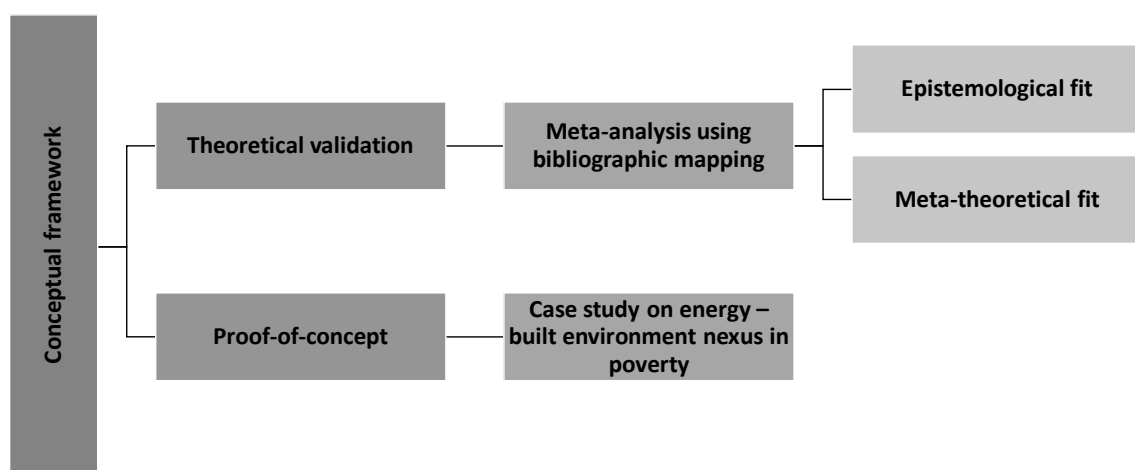 Conceptual framework
Theoretical validation
Meta-analysis using
bibliographic mapping
Epistemological fit
Meta-theoretical fit
Proof-of-concept
Case study on energy –
built environment nexus in
poverty